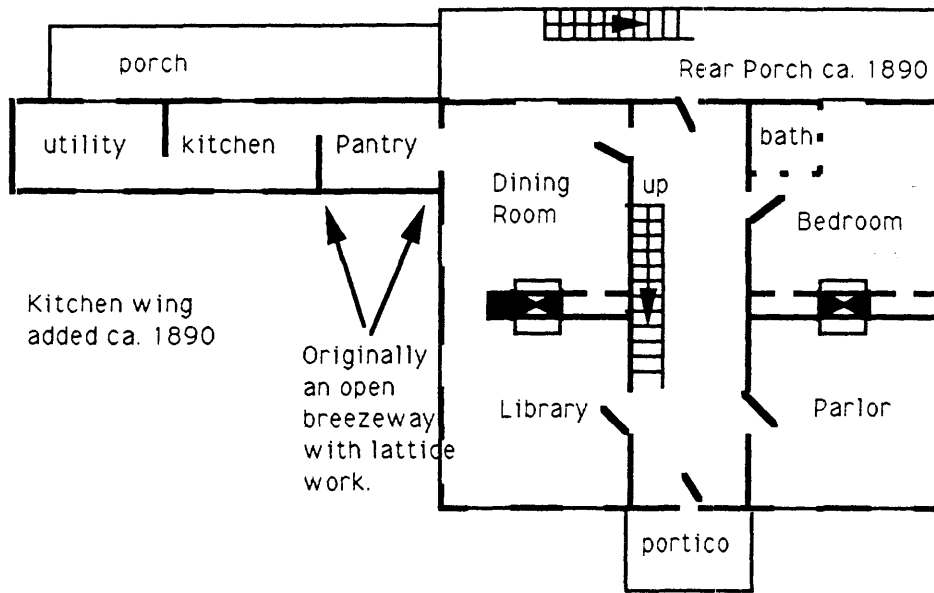 porch
Rear Porch ca. 1890
utility
kitchen
Pantry
bath
Dining
Room
up
Bedroom
Kitchen wing
added ca. 1890
Originally
an open
breezeway
with lattice
work.
Library
Parlor
portico